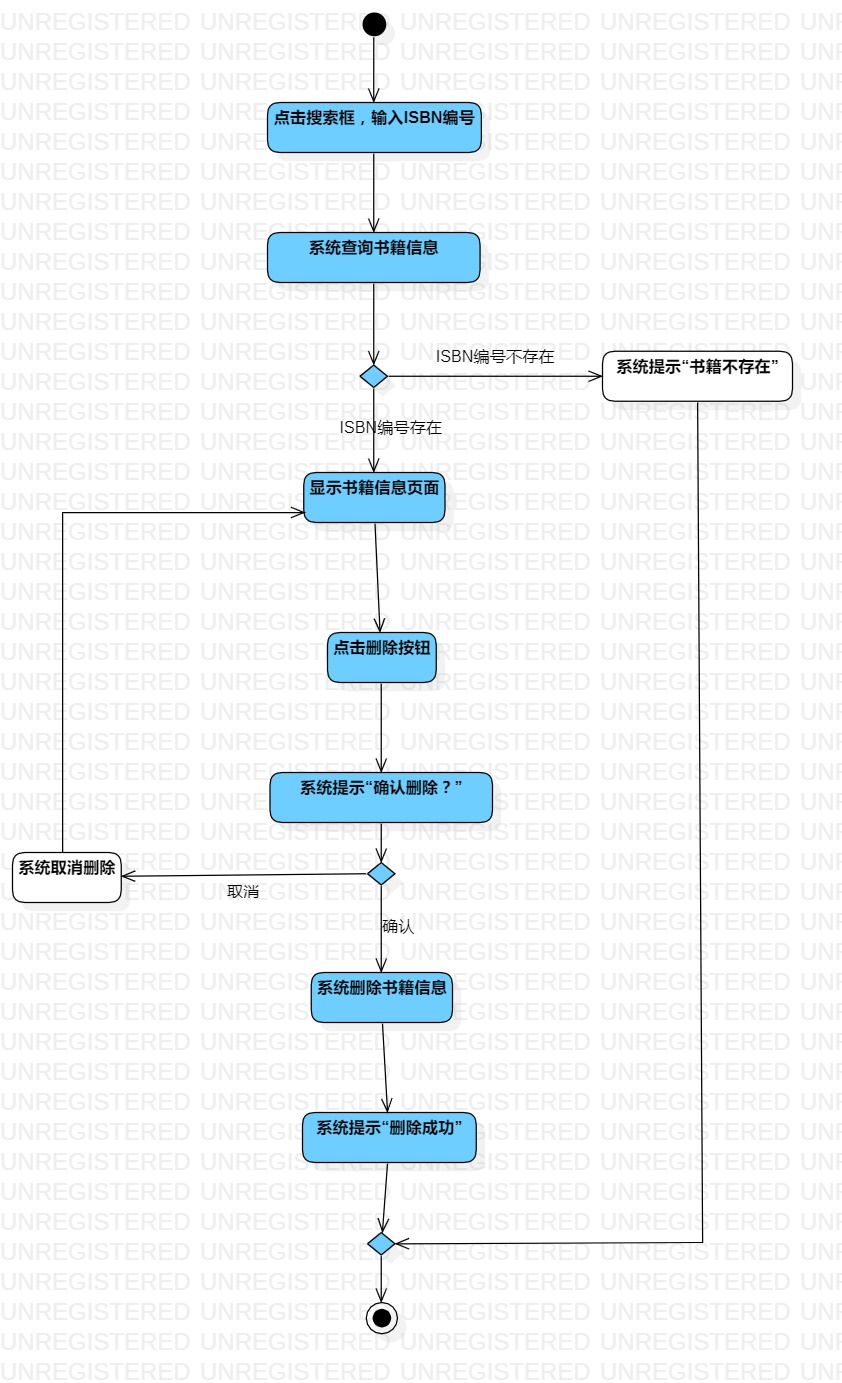 点击搜索框，输入ISBN编号
系统查询书籍信息
ISBN编号不存在
系统提示“书籍不存在”
ISBN编号存在
显示书籍信息页面
点击删除按钮
系统提示“确认删除？”
系统取消删除
取消
确认
系统删除书籍信息
系统提示“删除成功”
UNREGISTERED